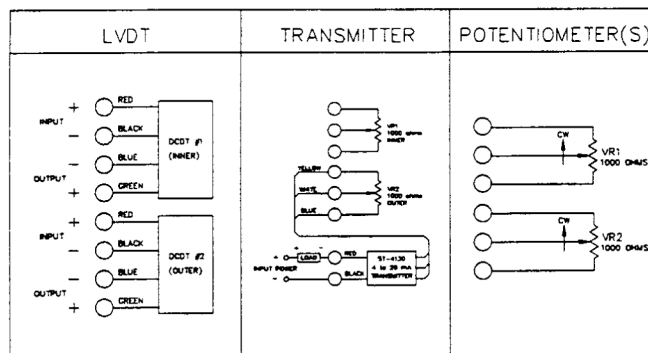 LVDT
TRANSMITTER
POTENTIOMETER(S)
INPUT
+
RED
-
BLACK
DCDT #1
(INNER)
-
BLUE
OUTPUT
+
GREEN
INPUT
+
RED
-
BLACK
DCDT #2
(OUTER)
-
BLUE
OUTPUT
+
GREEN
VR1
1000 ohms
INNER
YELLOW
WHITE
BLUE
VR2
1000 ohms
OUTER
+
+ -
LOAD
RED
INPUT POWER
-
BLACK
ST-4130
4 to 20 mA
TRANSMITTER
CW
VR1
1000 OHMS
CW
VR2
1000 OHMS